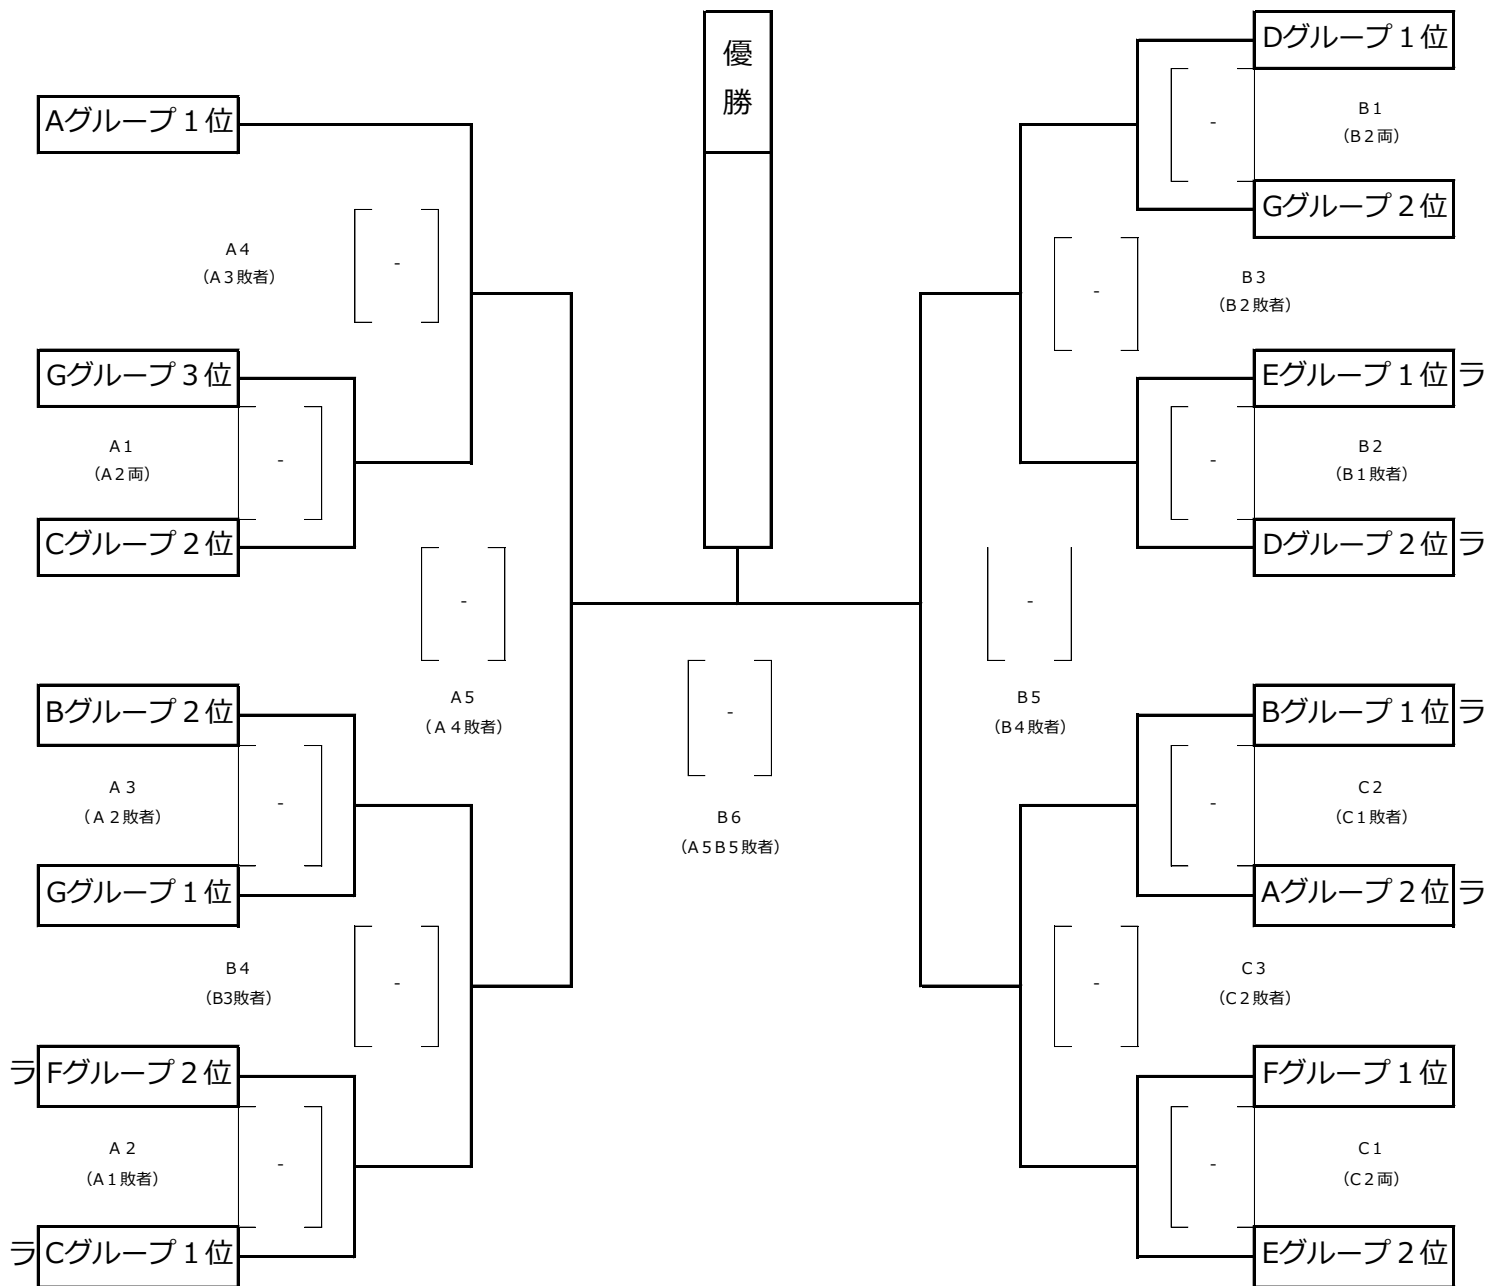 優
勝
Aグループ１位
A４
（A３敗者）
-
Gグループ３位
A１
（A２両）
-
Cグループ２位
-
A５
（A４敗者）
Bグループ２位
A３
（A２敗者）
-
Gグループ１位
B４
（B3敗者）
-
ラ Fグループ２位
A２
（A１敗者）
-
ラ Cグループ１位
-
B６
（A５B５敗者）
Dグループ１位
-
B１
（B２両）
Gグループ２位
-
B３
（B２敗者）
Eグループ１位 ラ
-
B２
（B１敗者）
Dグループ２位 ラ
-
B５
（B４敗者）
Bグループ１位 ラ
-
C２
（C１敗者）
Aグループ２位 ラ
-
C３
（C２敗者）
Fグループ１位
-
C１
（C２両）
Eグループ２位